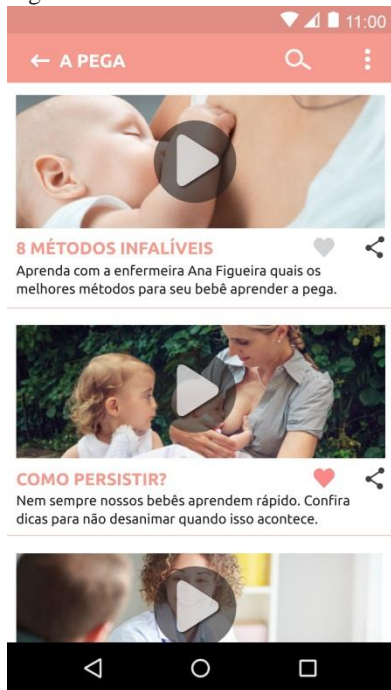 11:00
A PEGA
8 MÉTODOS INFALÍVEIS
Aprenda com a enfermeira Ana Figueira quais os
melhores métodos para seu bebê aprender a pega.
COMO PERSISTIR?
Nem sempre nossos bebês aprendem rápido. Confira
dicas para não desanimar quando isso acontece.